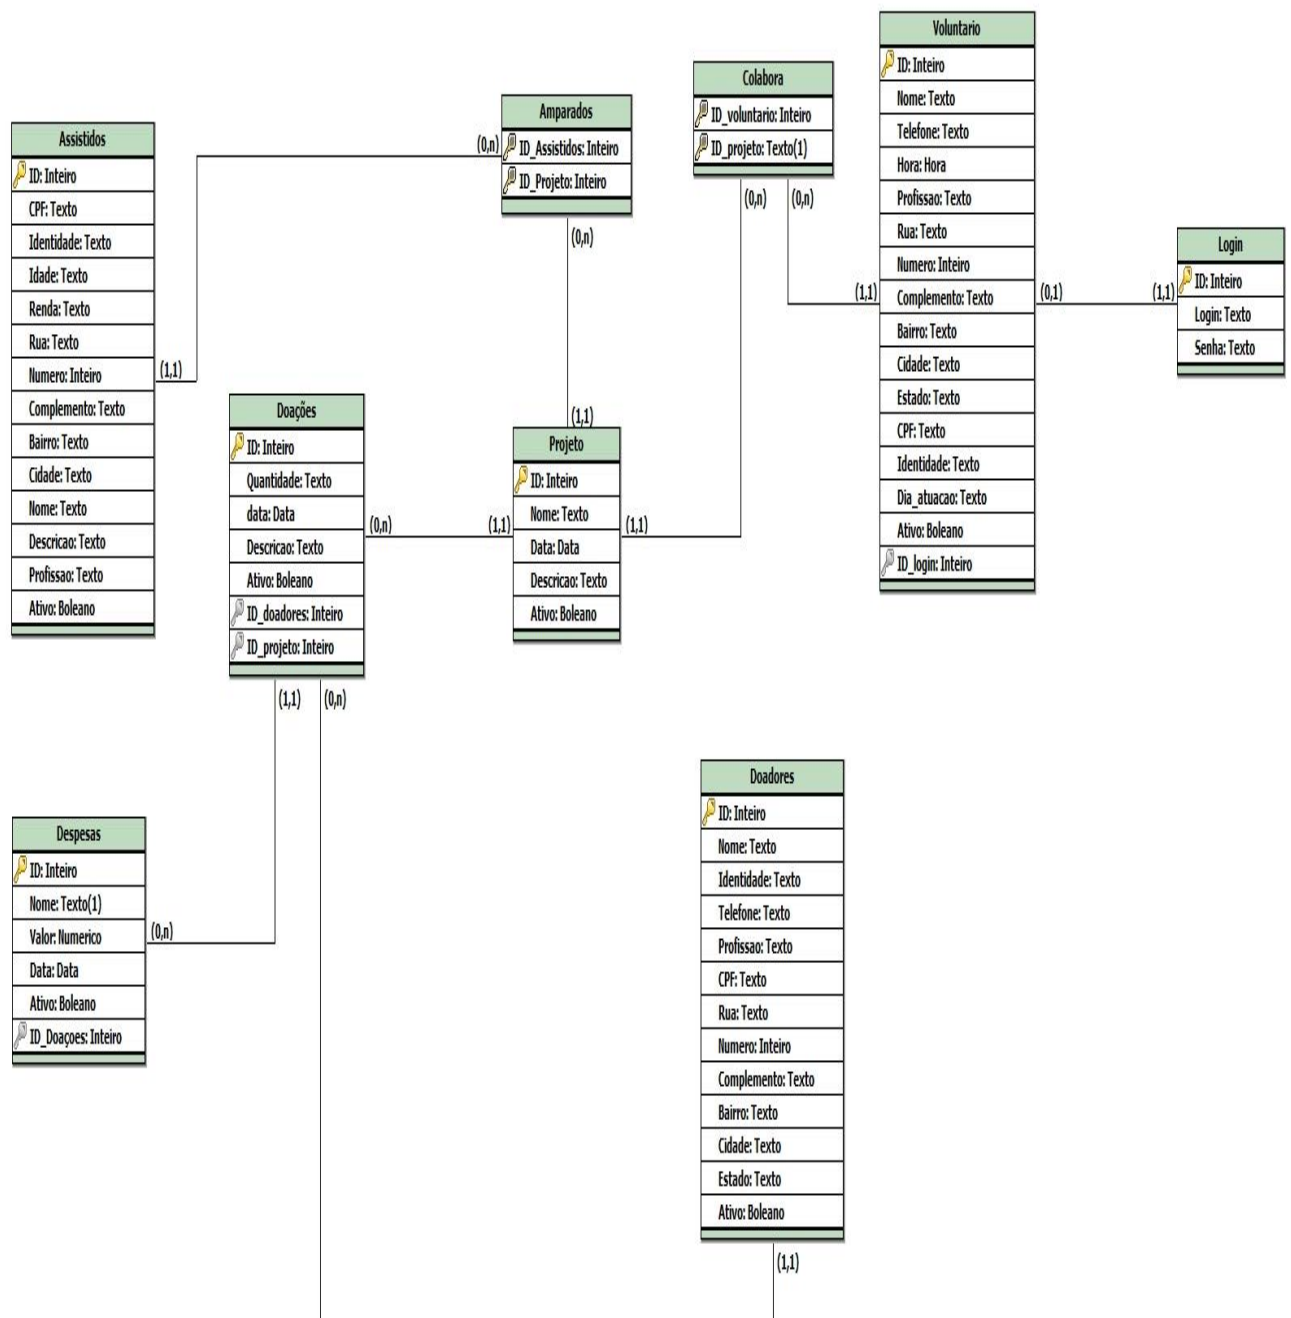 Assistidos
ID: Inteiro
CPF: Texto
Identidade: Texto
Idade: Texto
Renda: Texto
Rua: Texto
Numero: Inteiro
Complemento: Texto
Bairro: Texto
Cidade: Texto
Nome: Texto
Descricao: Texto
Profissao: Texto
Ativo: Boleano
(1,1)
(0,n)
Amparados
ID_Assistidos: Inteiro
ID_Projeto: Inteiro
(0,n)
(1,1)
Colabora
ID_voluntario: Inteiro
ID_projeto: Texto(1)
(0,n)
(0,n)
(1,1)
Voluntario
ID: Inteiro
Nome: Texto
Telefone: Texto
Hora: Hora
Profissao: Texto
Rua: Texto
Numero: Inteiro
Complemento: Texto
Bairro: Texto
Cidade: Texto
Estado: Texto
CPF: Texto
Identidade: Texto
Dia_atuacao: Texto
Ativo: Boleano
ID_login: Inteiro
(0,1)
(1,1)
Login
ID: Inteiro
Login: Texto
Senha: Texto
Doações
ID: Inteiro
Quantidade: Texto
data: Data
Descricao: Texto
Ativo: Boleano
ID_doadores: Inteiro
ID_projeto: Inteiro
(0,n)
(1,1)
(1,1)
(0,n)
Projeto
ID: Inteiro
Nome: Texto
Data: Data
Descricao: Texto
Ativo: Boleano
(1,1)
Despesas
ID: Inteiro
Nome: Texto(1)
Valor: Numerico
Data: Data
Ativo: Boleano
ID_Doaçoes: Inteiro
(0,n)
Doadores
ID: Inteiro
Nome: Texto
Identidade: Texto
Telefone: Texto
Profissao: Texto
CPF: Texto
Rua: Texto
Numero: Inteiro
Complemento: Texto
Bairro: Texto
Cidade: Texto
Estado: Texto
Ativo: Boleano
(1,1)